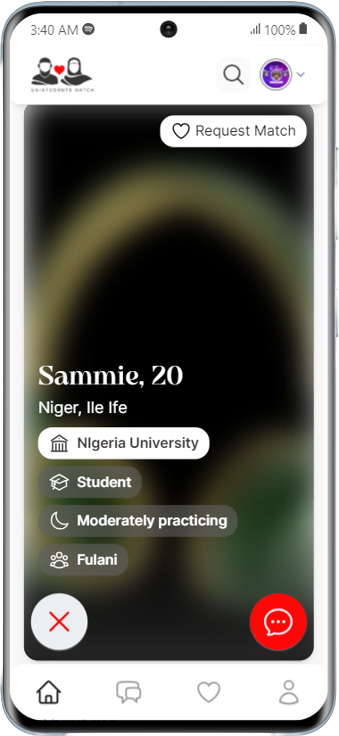 3:40 AM
100%
UNISTUDENTS MATCH
Request Match
Sammie, 20
Niger, Ile Ife
NIgeria University
Student
Moderately practicing
Fulani